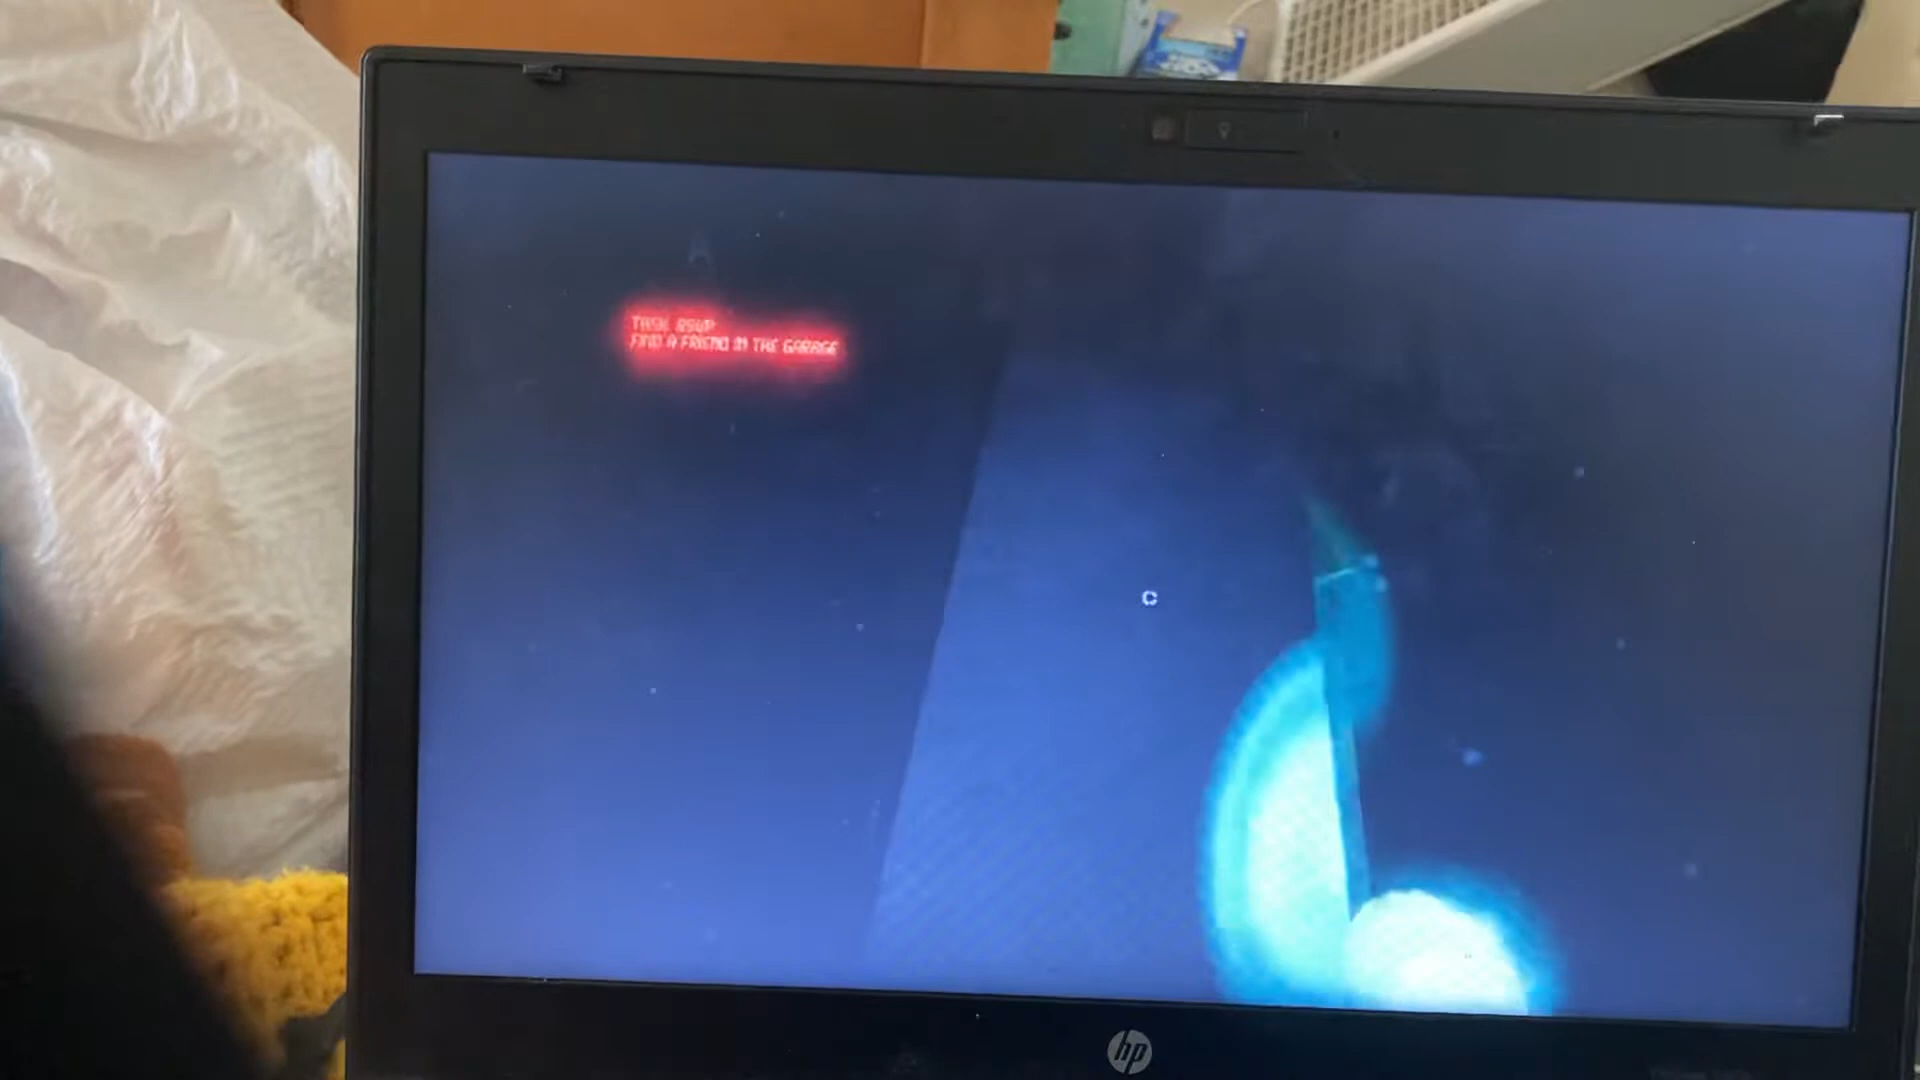 TASK: RSVP
FIND A FRIEND IN THE GARAGE
hp